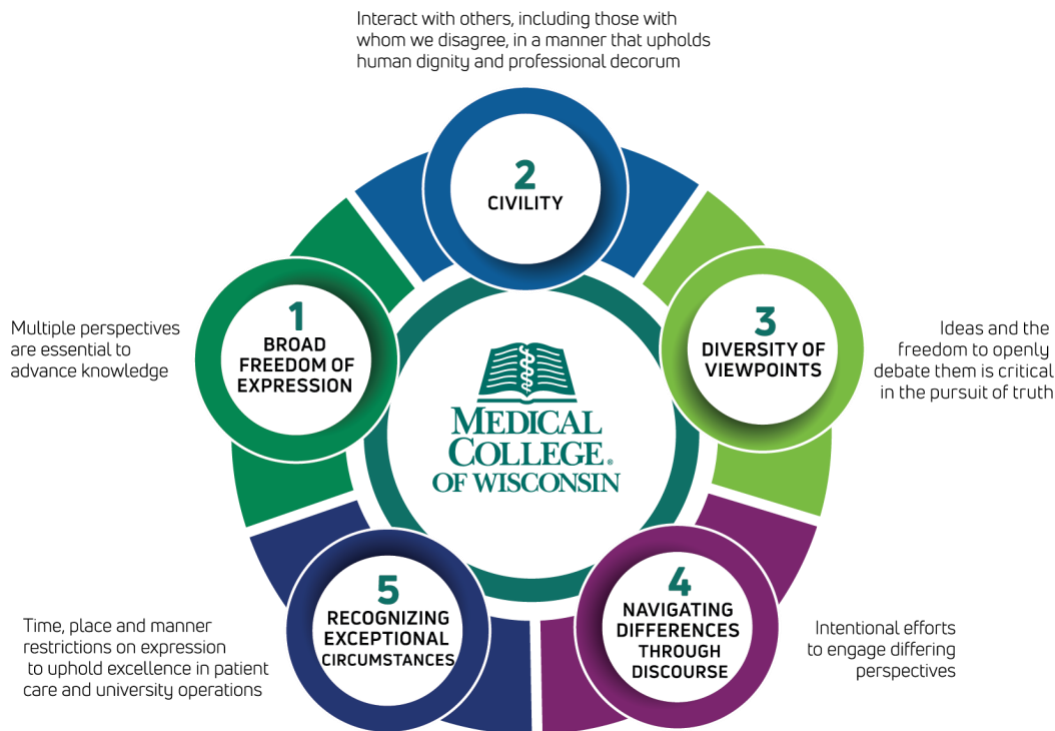 Interact with others, including those with
whom we disagree, in a manner that upholds
human dignity and professional decorum
2
CIVILITY
1
BROAD
FREEDOM OF
EXPRESSION
Multiple perspectives
are essential to
advance knowledge
3
DIVERSITY OF
VIEWPOINTS
Ideas and the
freedom to openly
debate them is critical
in the pursuit of truth
MEDICAL
COLLEGE®
OF WISCONSIN
5
RECOGNIZING
EXCEPTIONAL
CIRCUMSTANCES
Time, place and manner
restrictions on expression
to uphold excellence in patient
care and university operations
4
NAVIGATING
DIFFERENCES
THROUGH
DISCOURSE
Intentional efforts
to engage differing
perspectives